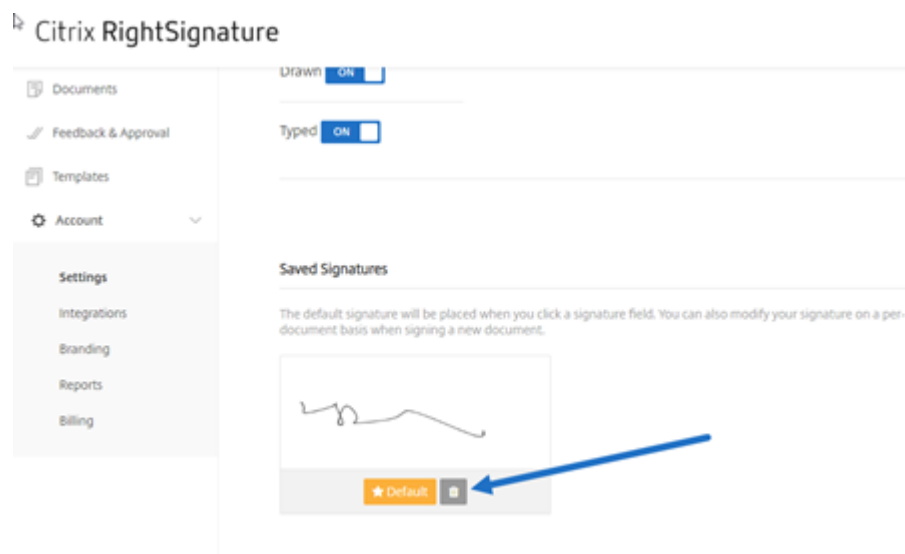 Citrix RightSignature
Documents
Feedback & Approval
Templates
Account
Settings
Integrations
Branding
Reports
Billing
Drawn ON
Typed ON
Saved Signatures
The default signature will be placed when you click a signature field. You can also modify your signature on a per-
document basis when signing a new document.
Default